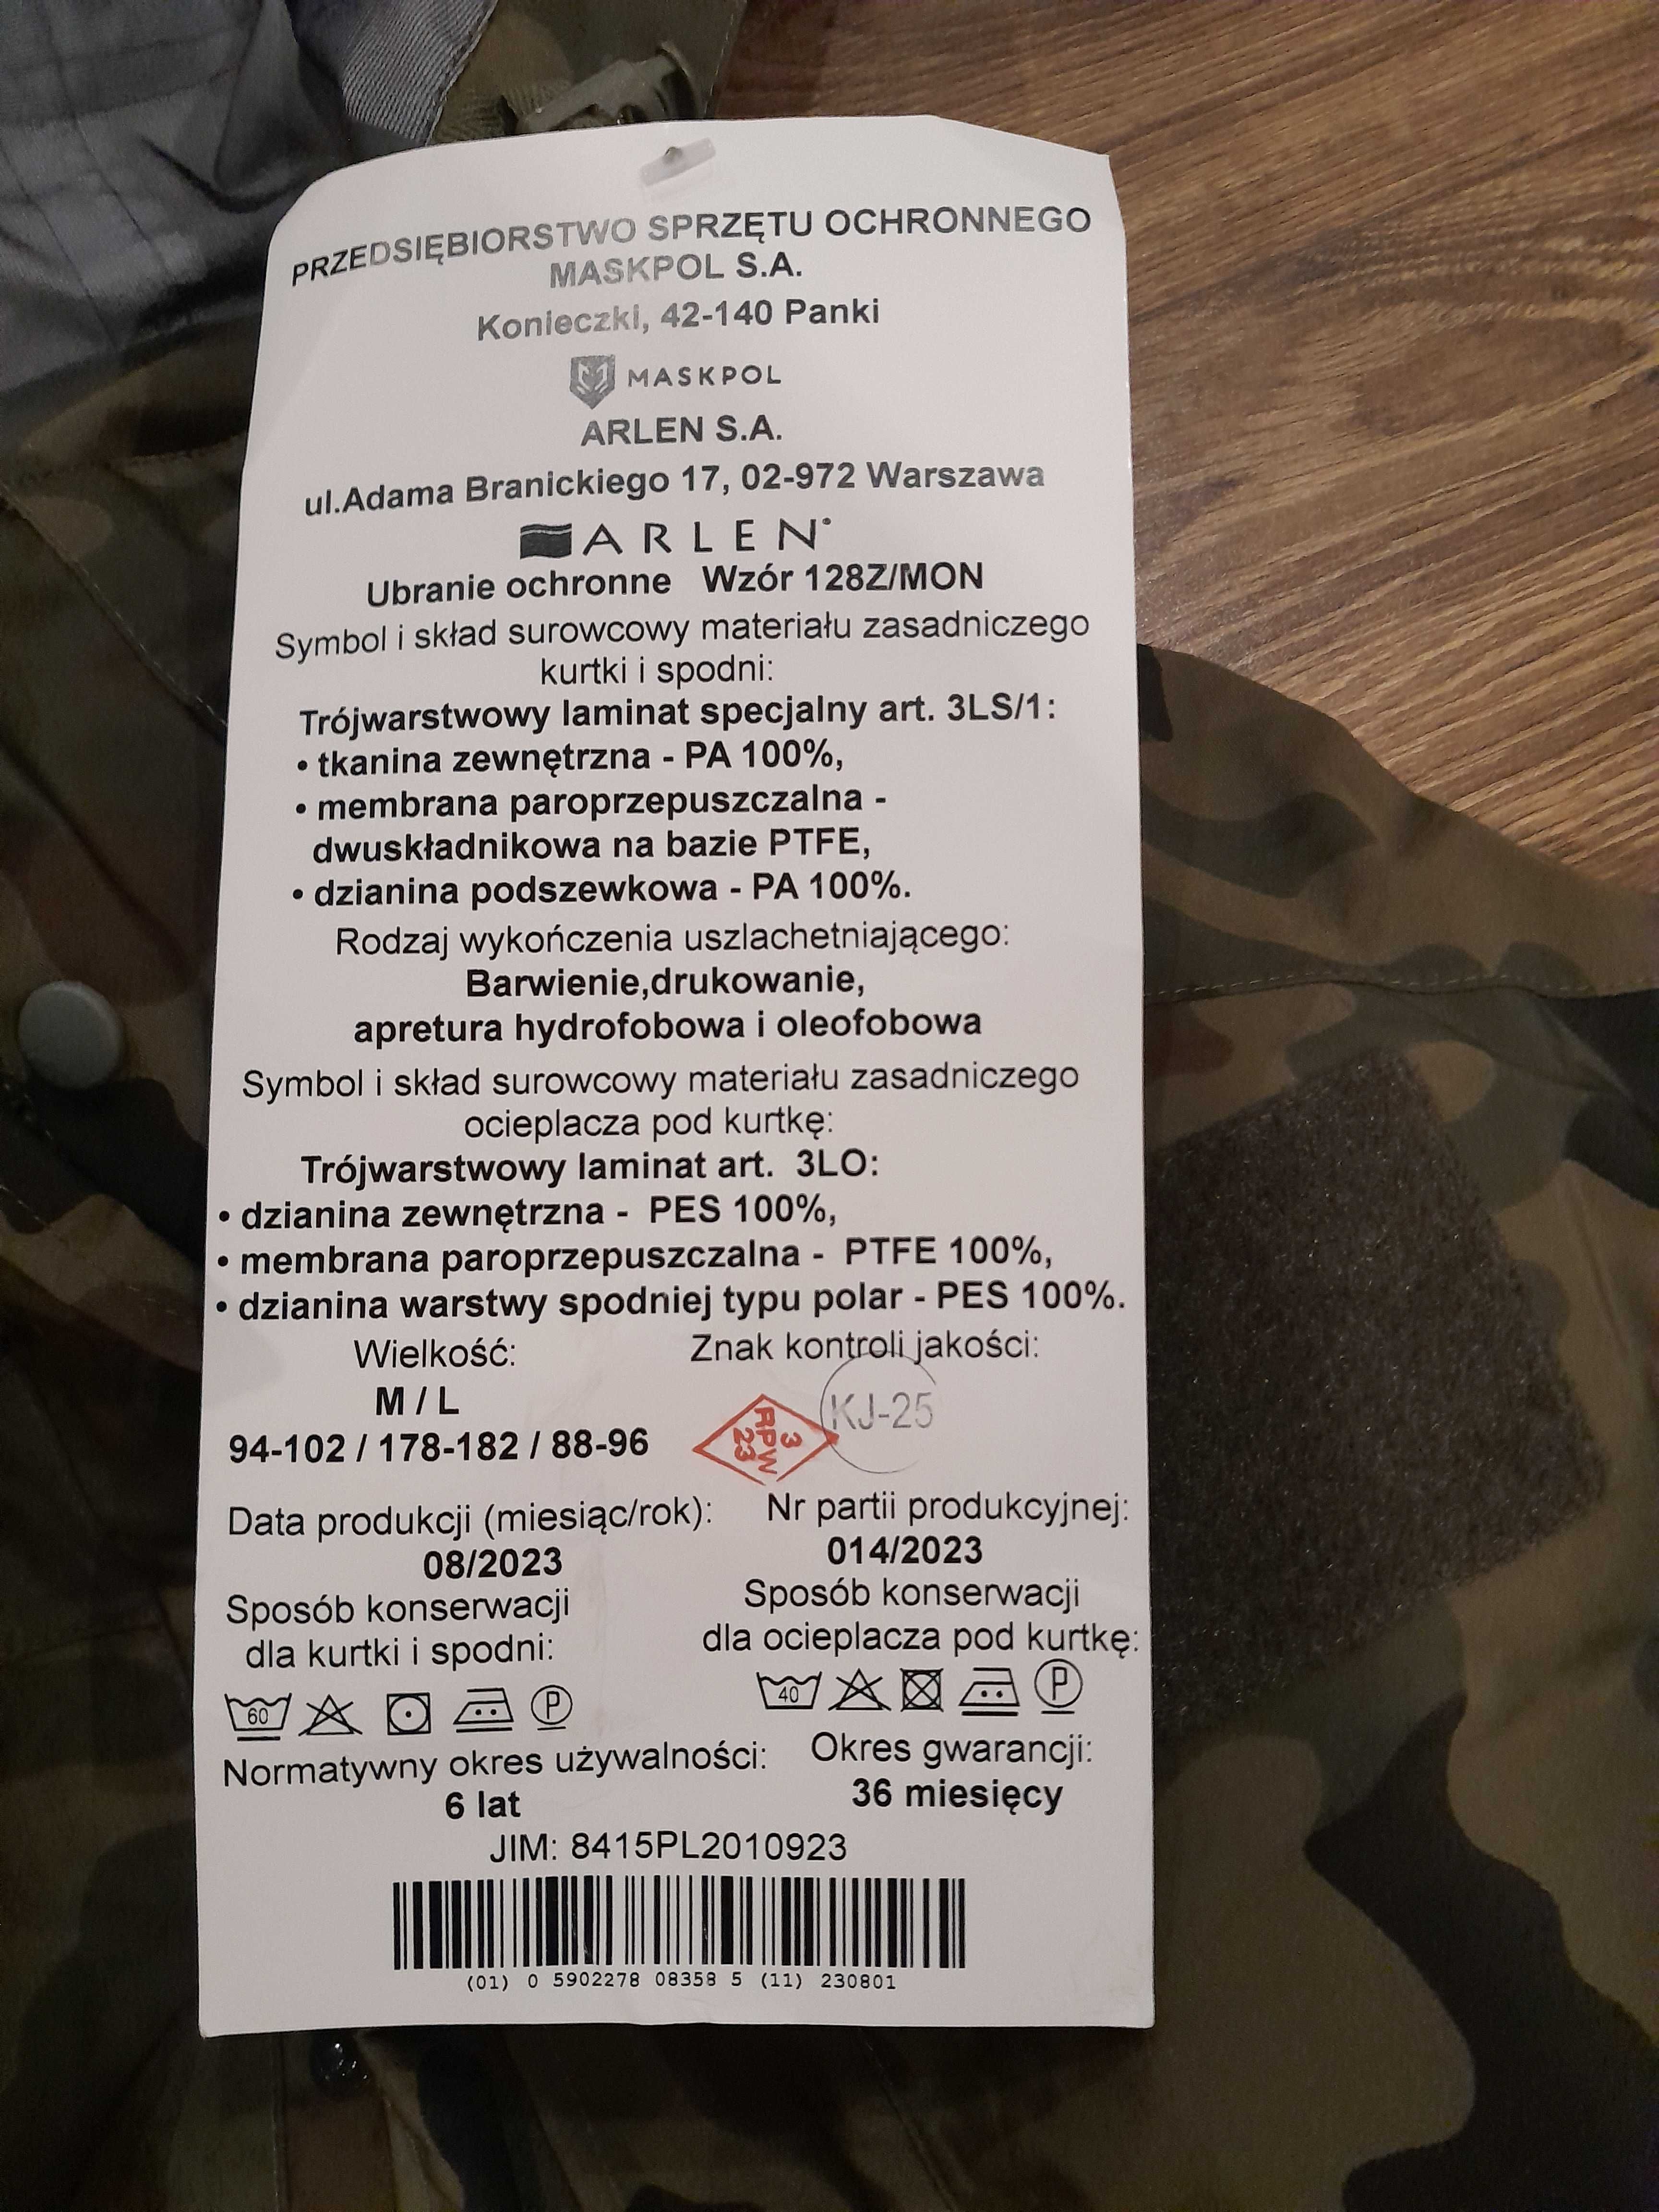 PRZEDSIĘBIORSTWO SPRZĘTU OCHRONNEGO
MASKPOL S.A.
Konieczki, 42-140 Panki
MASKPOL
ARLEN S.A.
ul.Adama Branickiego 17, 02-972 Warszawa
ARLEN
Ubranie ochronne Wzór 128Z/MON
Symbol i skład surowcowy materiału zasadniczego
kurtki i spodni:
Trójwarstwowy laminat specjalny art. 3LS/1:
• tkanina zewnętrzna - PA 100%,
• membrana paroprzepuszczalna -
dwuskładnikowa na bazie PTFE,
• dzianina podszewkowa - PA 100%.
Rodzaj wykończenia uszlachetniającego:
Barwienie,drukowanie,
apretura hydrofobowa i oleofobowa
Symbol i skład surowcowy materiału zasadniczego
ocieplacza pod kurtkę:
Trójwarstwowy laminat art. 3LO:
• dzianina zewnętrzna - PES 100%,
• membrana paroprzepuszczalna - PTFE 100%,
• dzianina warstwy spodniej typu polar - PES 100%.
Wielkość: Znak kontroli jakości:
M / L
KJ-25
3
RPW
23
94-102 / 178-182 / 88-96
Data produkcji (miesiąc/rok): Nr partii produkcyjnej:
08/2023 014/2023
Sposób konserwacji
dla kurtki i spodni:
Sposób konserwacji
dla ocieplacza pod kurtkę:
60 P
40 P
Normatywny okres używalności: Okres gwarancji:
6 lat 36 miesięcy
JIM: 8415PL2010923
(01) 0 5902278 08358 5 (11) 230801